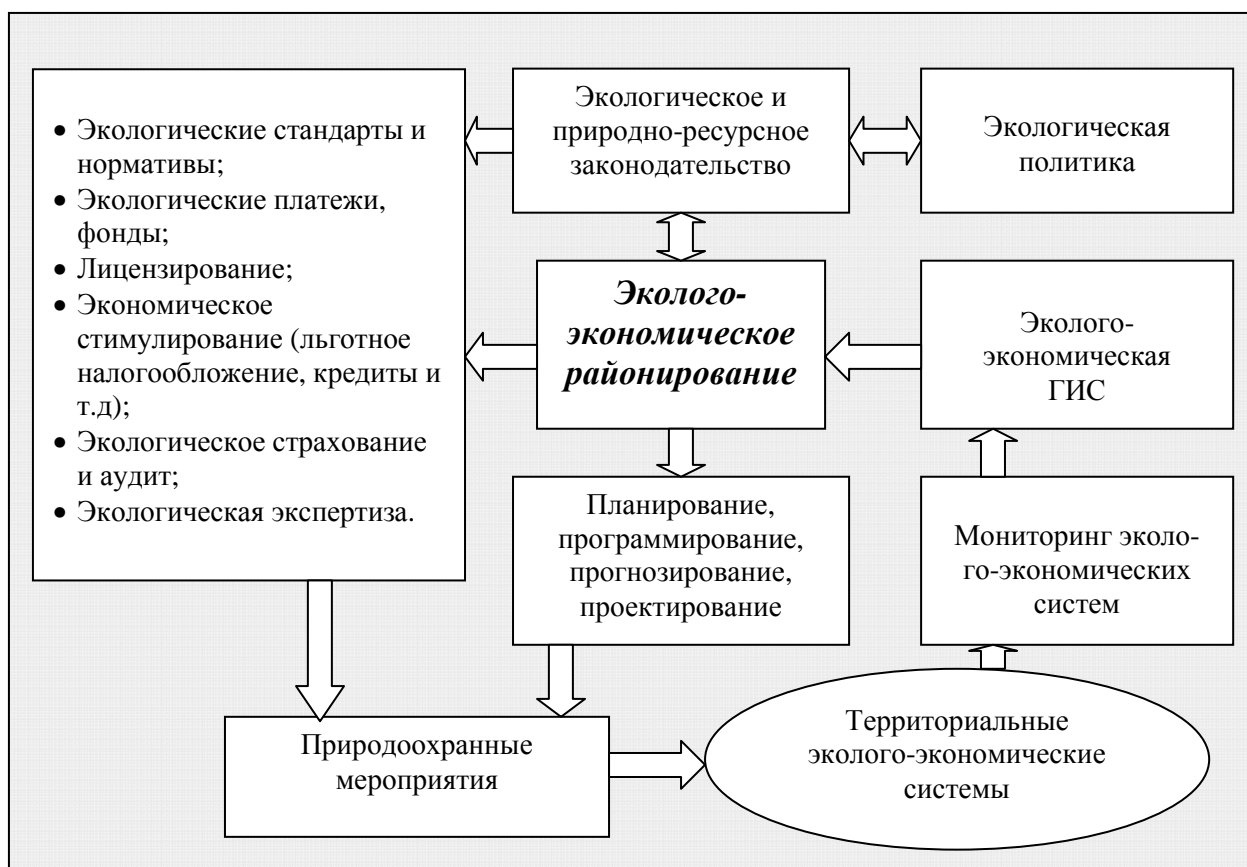 • Экологические стандарты и
нормативы;
• Экологические платежи,
фонды;
• Лицензирование;
• Экономическое
стимулирование (льготное
налогообложение, кредиты и
т.д);
• Экологическое страхование
и аудит;
• Экологическая экспертиза.
Экологическое и
природно-ресурсное
законодательство
Экологическая
политика
Эколого-
экономическое
районирование
Эколого-
экономическая
ГИС
Планирование,
программирование,
прогнозирование,
проектирование
Мониторинг эколо-
го-экономических
систем
Природоохранные
мероприятия
Территориальные
эколого-экономические
системы